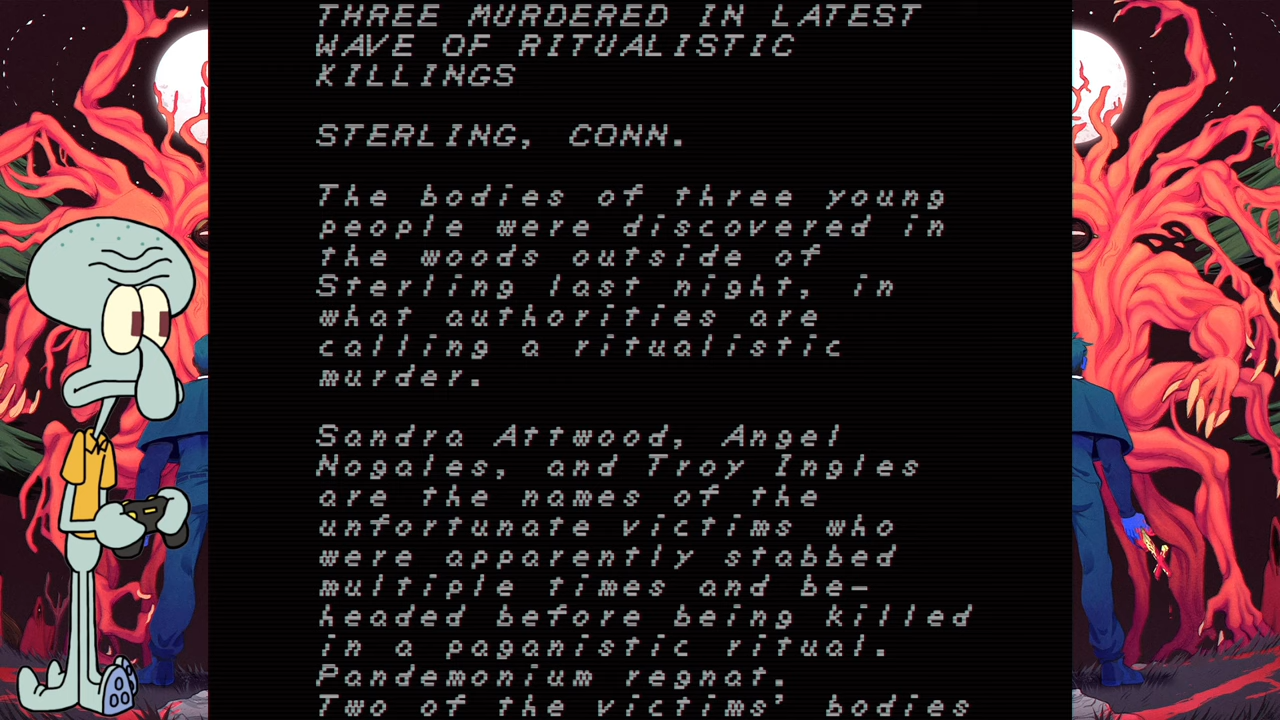 THREE MURDERED IN LATEST
WAVE OF RITUALISTIC
KILLINGS
STERLING, CONN.
The bodies of three young
people were discovered in
the woods outside of
Sterling last night, in
what authorities are
calling a ritualistic
murder.
Sandra Attwood, Angel
Nogales, and Troy Ingles
are the names of the
unfortunate victims who
were apparently stabbed
multiple times and be-
headed before being killed
in a paganistic ritual.
Pandemonium regnat.
Two of the victims' bodies